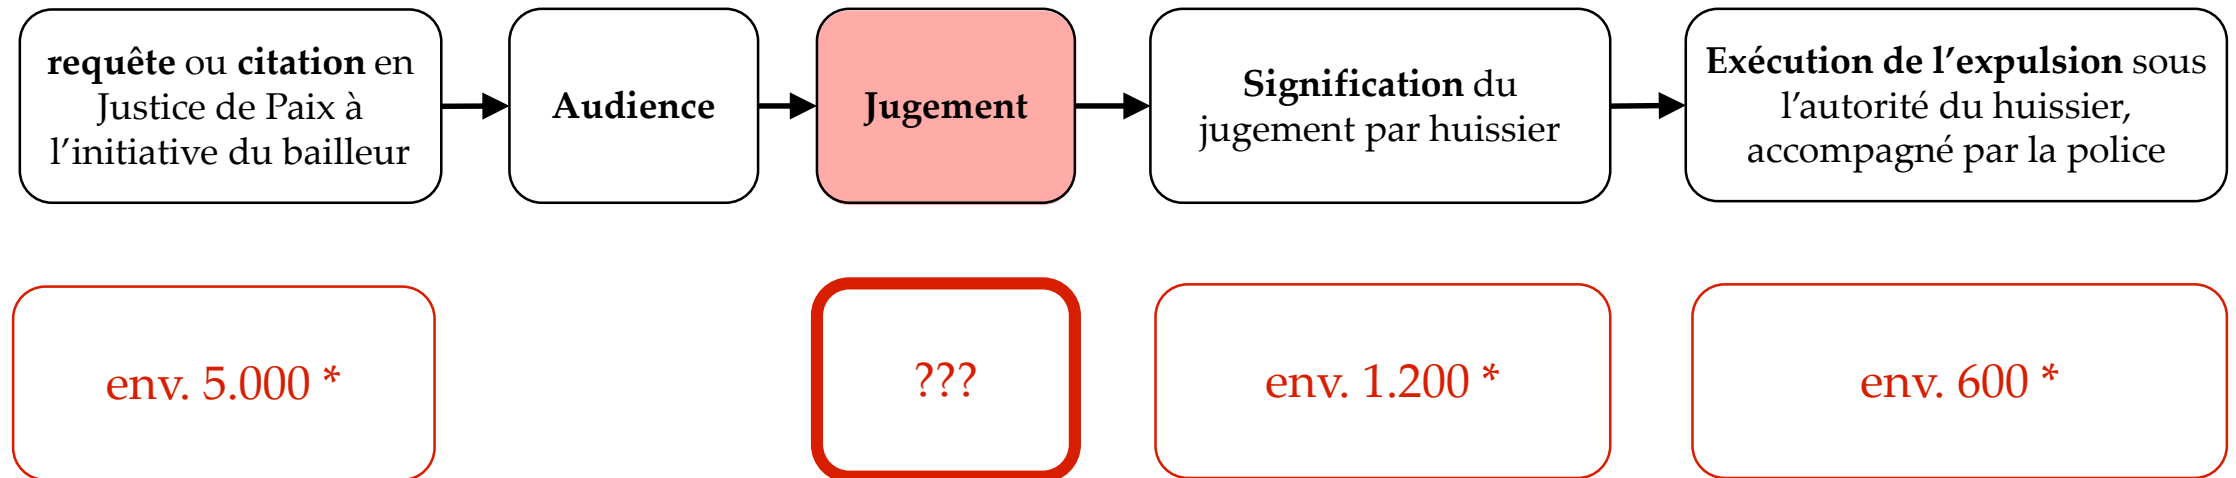 requête ou citation en
Justice de Paix à
l’initiative du bailleur
Audience
Jugement
Signification du
jugement par huissier
Exécution de l’expulsion sous
l’autorité du huissier,
accompagné par la police
env. 5.000 *
???
env. 1.200 *
env. 600 *